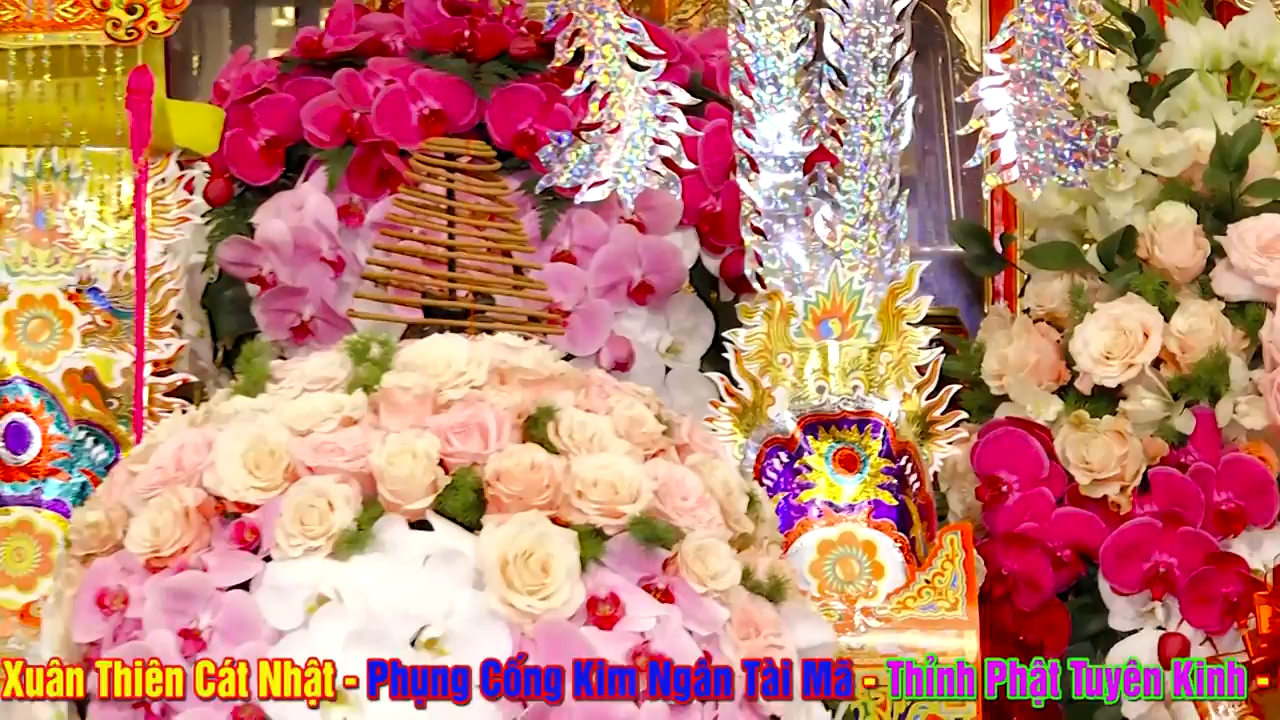 Xuân Thiên Cát Nhật - Phụng Cống Kim Ngân Tài Mã - Thỉnh Phật Tuyên Kinh -